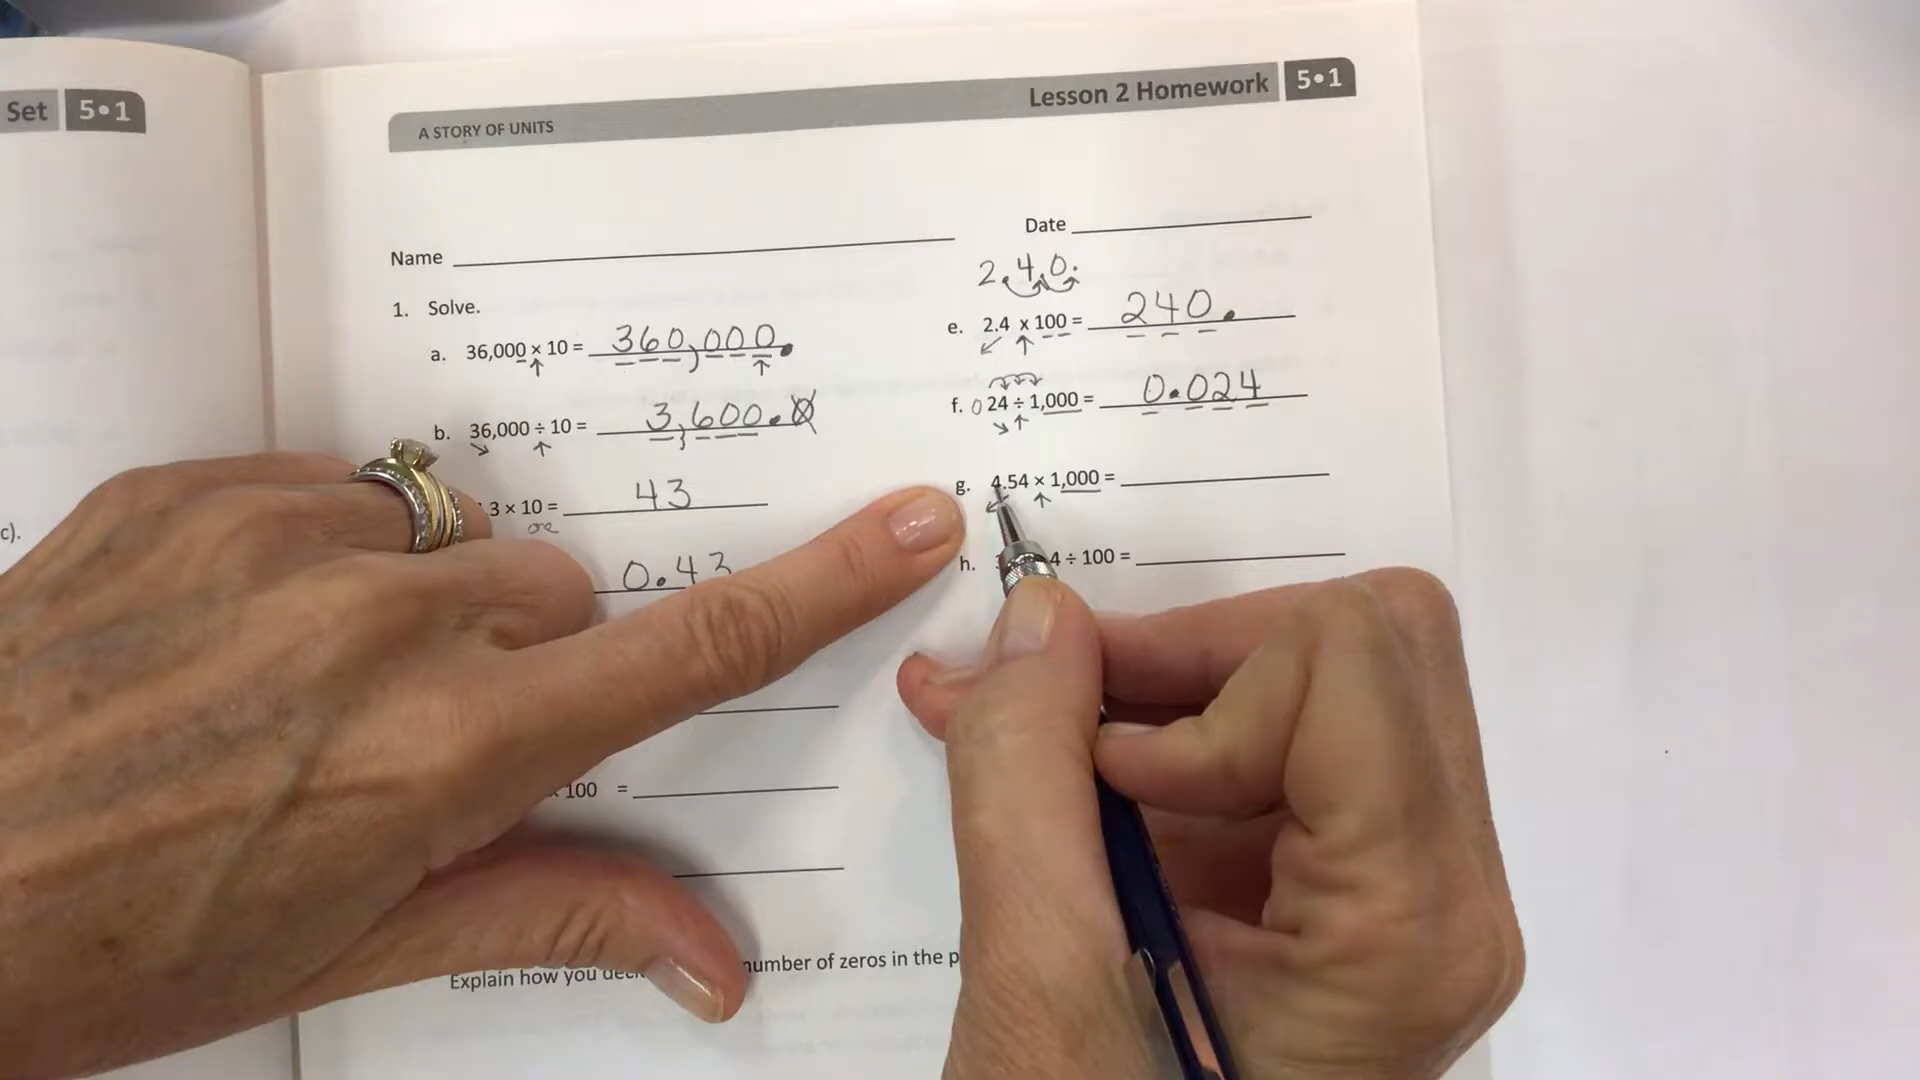 Set 5•1
Lesson 2 Homework 5•1
A STORY OF UNITS
Name
Date
1. Solve.
a. 36,000 × 10 = 360,000.
b. 36,000 ÷ 10 = 3,600.0
3 × 10 = 43
one
0.43
2.40.
e. 2.4 x 100 = 240.
f. 0 24 ÷ 1,000 = 0.024
g. 4.54 × 1,000 =
h. 4 ÷ 100 =
c).
x 100 =
Explain how you number of zeros in the